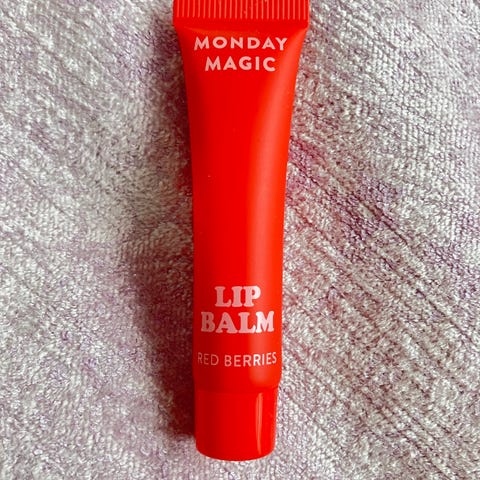 MONDAY
MAGIC
LIP
BALM
RED BERRIES